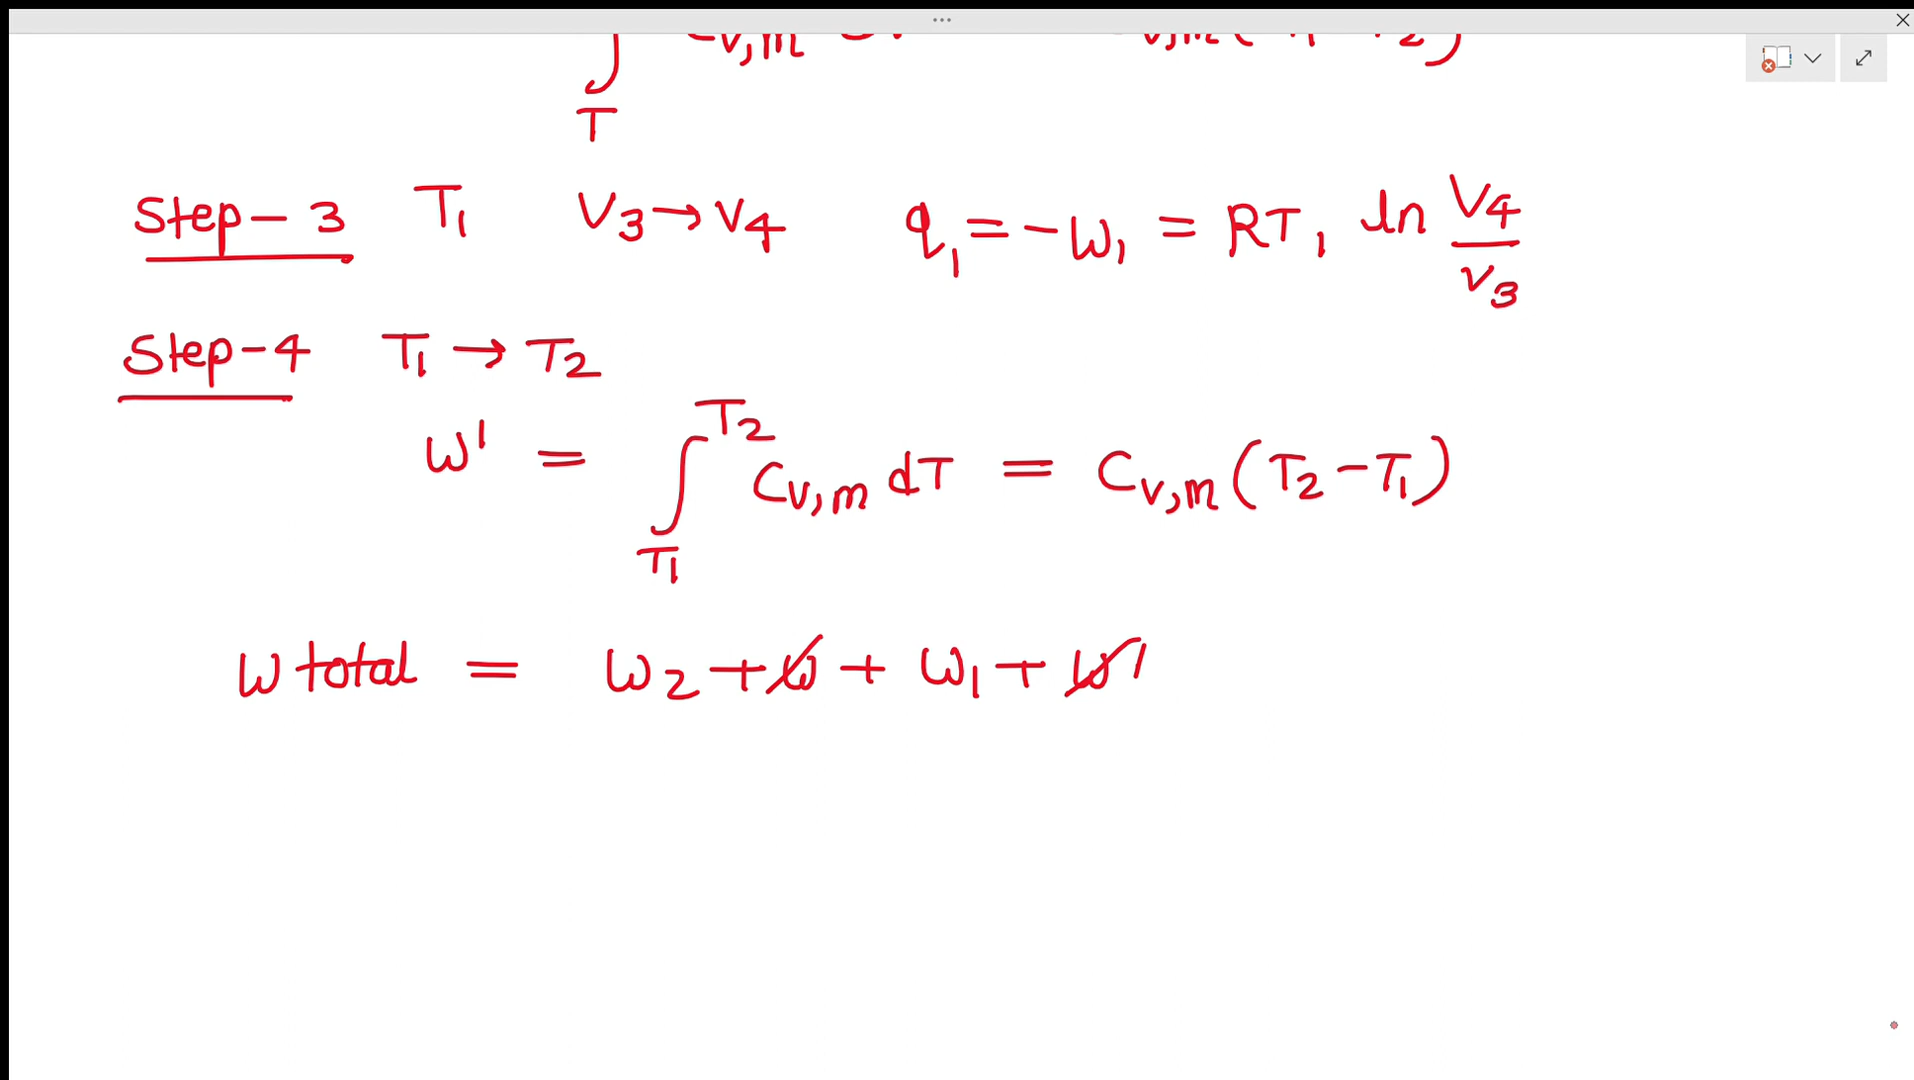 T
Step-3 T₁ V₃→V₄ q₁ = -W₁ = RT₁ ln V₄/V₃
Step-4 T₁ → T₂
W' = ∫ T₁ T₂ Cv,m dT = Cv,m (T₂ - T₁)
W total = W₂ + W + W₁ + W'